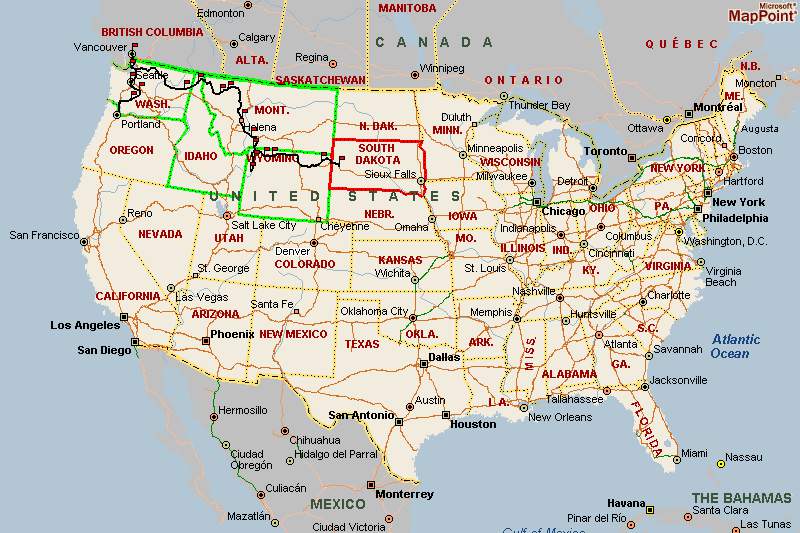 MANITOBA
Microsoft
MapPoint
Edmonton
BRITISH COLUMBIA
Vancouver
Calgary
ALTA.
CANADA
QUÉBEC
Regina
SASKATCHEWAN
Winnipeg
ONTARIO
N.B.
Moncton
Seattle
WASH.
MONT.
Thunder Bay
ME.
Montréal
Portland
Helena
N. DAK.
Duluth
MINN.
Ottawa
Augusta
OREGON
IDAHO
WYOMING
SOUTH
DAKOTA
Sioux Falls
Minneapolis
WISCONSIN
Milwaukee
Toronto
Concord
Boston
Detroit
NEW YORK
Hartford
UNITED STATES
New York
Reno
Salt Lake City
Cheyenne
NEBR.
Omaha
IOWA
Chicago
OHIO
PA.
Philadelphia
San Francisco
NEVADA
UTAH
Denver
COLORADO
MO.
Indianapolis
ILLINOIS
IND.
Columbus
Cincinnati
Washington, D.C.
St. George
KANSAS
Wichita
St. Louis
KY.
VIRGINIA
Virginia
Beach
CALIFORNIA
Las Vegas
Santa Fe
Oklahoma City
Nashville
Charlotte
Los Angeles
ARIZONA
Phoenix
NEW MEXICO
TEXAS
OKLA.
Memphis
ARK.
Huntsville
S.C.
Atlanta
San Diego
Dallas
MISS.
ALABAMA
GA.
Savannah
Atlantic
Ocean
Jacksonville
Austin
LA.
Tallahassee
Hermosillo
San Antonio
Houston
New Orleans
FLORIDA
Chihuahua
Ciudad
Obregón
Hidalgo del Parral
Miami
Nassau
Culiacán
Monterrey
MEXICO
Mazatlán
Ciudad Victoria
Havana
THE BAHAMAS
Santa Clara
Pinar del Río
Las Tunas
Gulf of Mexico